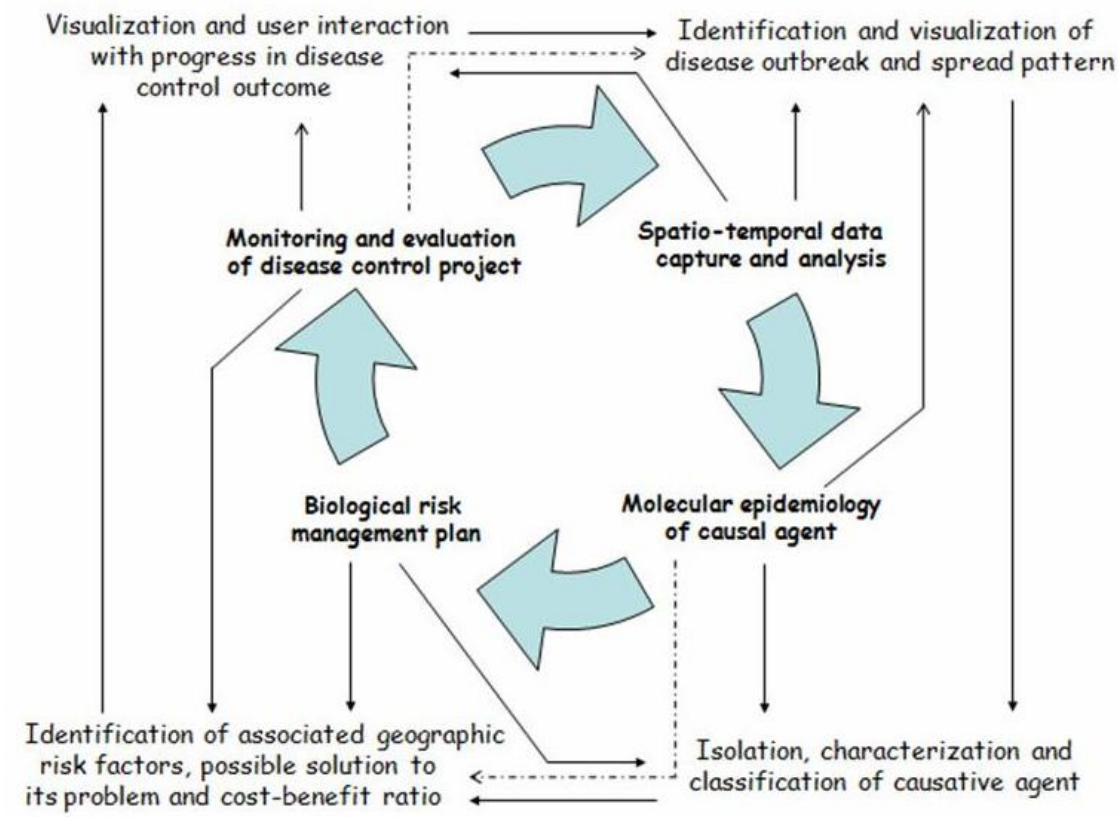 Visualization and user interaction
with progress in disease
control outcome
Identification and visualization of
disease outbreak and spread pattern
Monitoring and evaluation
of disease control project
Spatio-temporal data
capture and analysis
Biological risk
management plan
Molecular epidemiology
of causal agent
Identification of associated geographic
risk factors, possible solution to
its problem and cost-benefit ratio
Isolation, characterization and
classification of causative agent